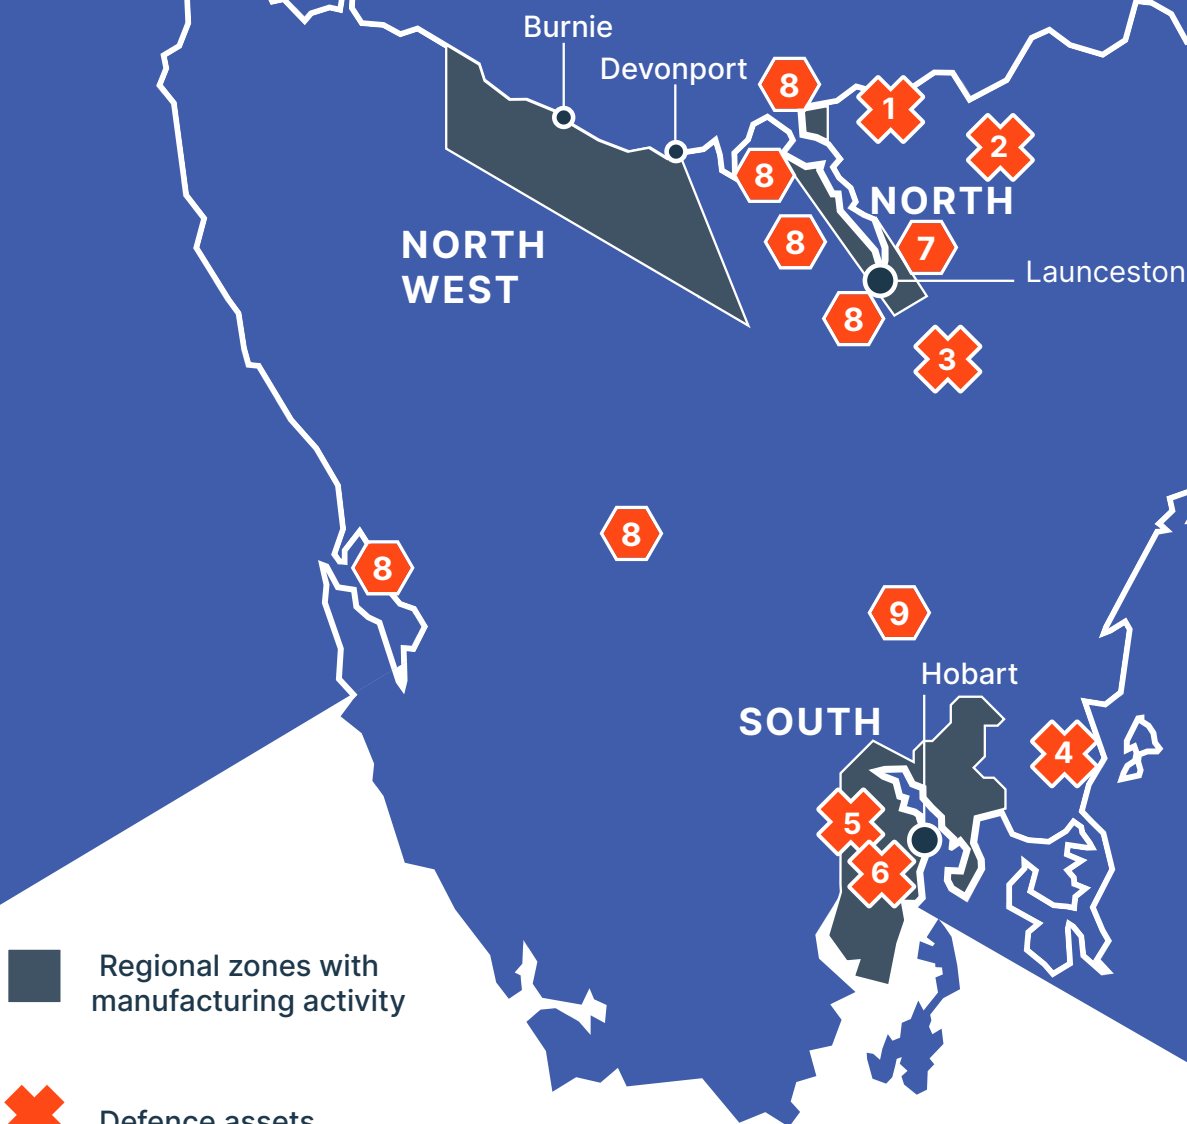 Burnie
Devonport
8
1
2
8
NORTH
NORTH
WEST
8
7
Launceston
8
3
8
8
9
Hobart
SOUTH
4
5
6
Regional zones with
manufacturing activity
Defence assets